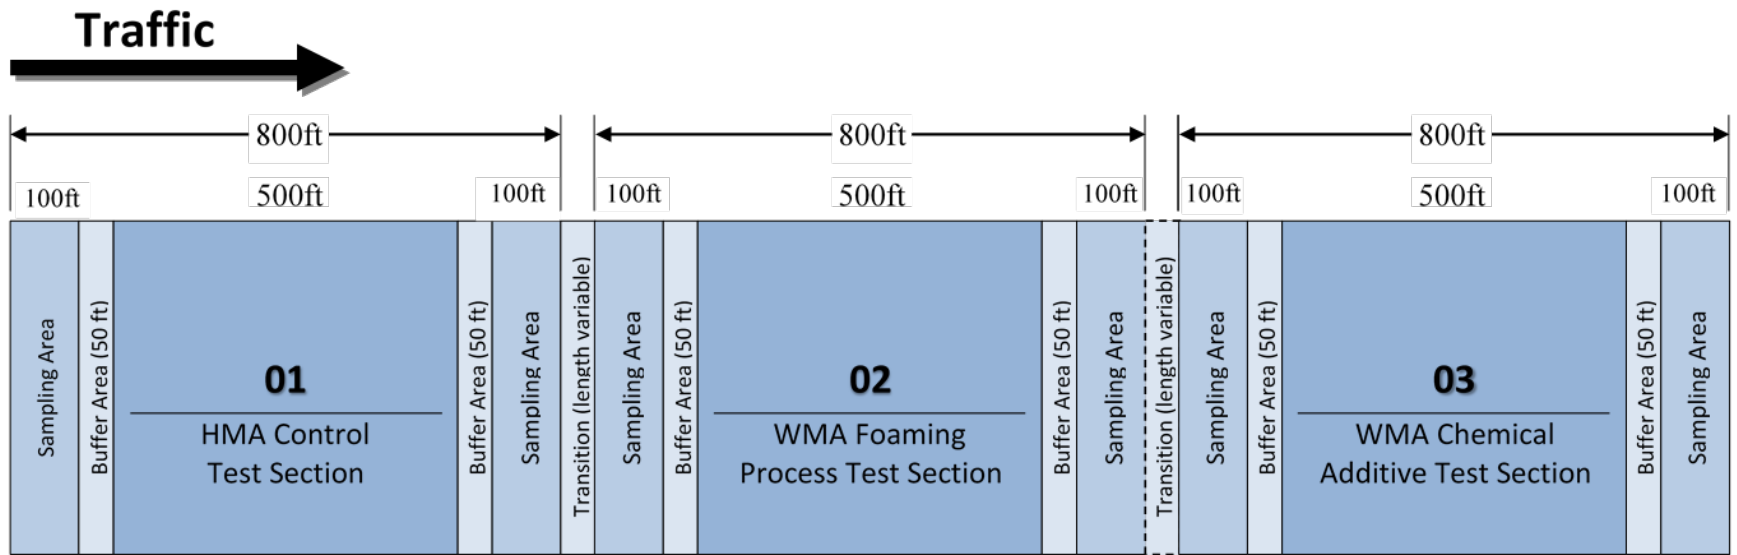 Traffic
800ft
800ft
800ft
100ft
500ft
100ft
100ft
500ft
100ft
100ft
500ft
100ft
Sampling Area
Buffer Area (50 ft)
01
HMA Control
Test Section
Buffer Area (50 ft)
Sampling Area
Transition (length variable)
Sampling Area
Buffer Area (50 ft)
02
WMA Foaming
Process Test Section
Buffer Area (50 ft)
Sampling Area
Transition (length variable)
Sampling Area
Buffer Area (50 ft)
03
WMA Chemical
Additive Test Section
Buffer Area (50 ft)
Sampling Area